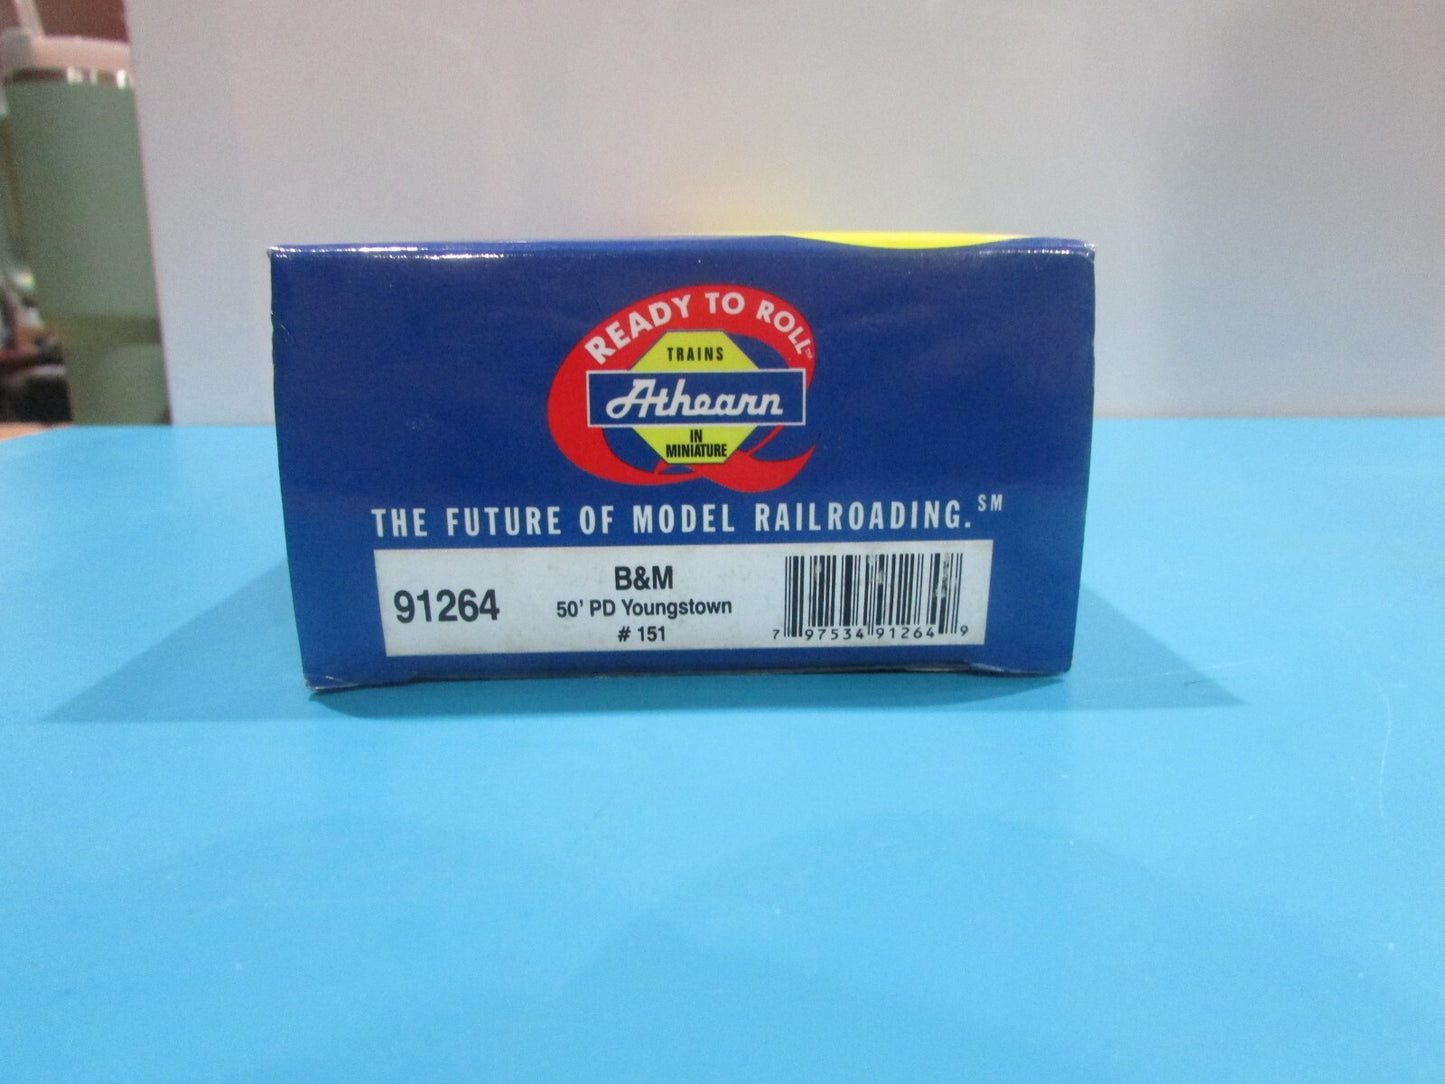 READY TO ROLL™
TRAINS
Athearn
IN
MINIATURE
THE FUTURE OF MODEL RAILROADING.℠
91264
B&M
50' PD Youngstown
# 151
7 97534 91264 9